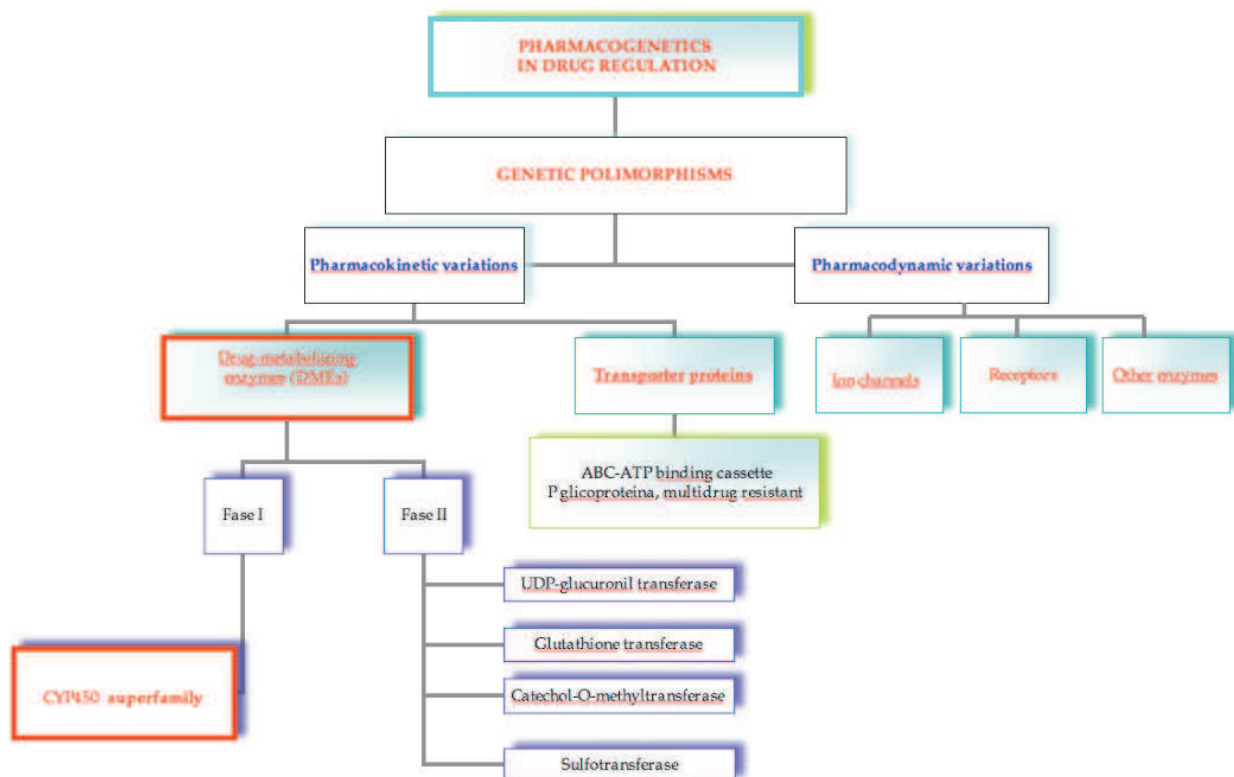 PHARMACOGENETICS
IN DRUG REGULATION
GENETIC POLIMORPHISMS
Pharmacokinetic variations
Pharmacodynamic variations
Drug-metabolizing
enzymes (DMEs)
Transporter proteins
Ion channels
Receptors
Other enzymes
ABC-ATP binding cassette
P'glicoproteina, multidrug resistant
Fase I
Fase II
UDP-glucuronil transferase
Glutathione transferase
CYP450 superfamily
Catechol-O-methyltransferase
Sulfotransferase